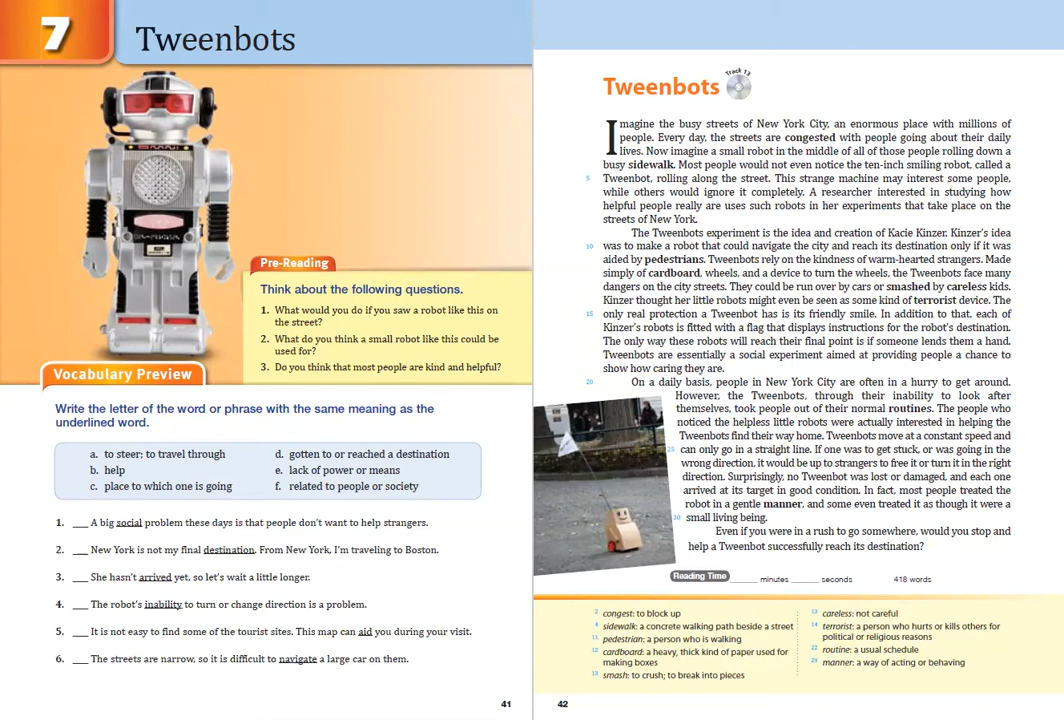 7
Tweenbots
Pre-Reading
Think about the following questions.
1. What would you do if you saw a robot like this on
the street?
2. What do you think a small robot like this could be
used for?
3. Do you think that most people are kind and helpful?
Vocabulary Preview
Write the letter of the word or phrase with the same meaning as the
underlined word.
a. to steer; to travel through
b. help
c. place to which one is going
d. gotten to or reached a destination
e. lack of power or means
f. related to people or society
1. ___ A big social problem these days is that people don't want to help strangers.
2. ___ New York is not my final destination. From New York, I'm traveling to Boston.
3. ___ She hasn't arrived yet, so let's wait a little longer.
4. ___ The robot's inability to turn or change direction is a problem.
5. ___ It is not easy to find some of the tourist sites. This map can aid you during your visit.
6. ___ The streets are narrow, so it is difficult to navigate a large car on them.
41
Tweenbots
Track 13
Imagine the busy streets of New York City, an enormous place with millions of
people. Every day, the streets are congested with people going about their daily
lives. Now imagine a small robot in the middle of all of those people rolling down a
busy sidewalk. Most people would not even notice the ten-inch smiling robot, called a
5 Tweenbot, rolling along the street. This strange machine may interest some people,
while others would ignore it completely. A researcher interested in studying how
helpful people really are uses such robots in her experiments that take place on the
streets of New York.
The Tweenbots experiment is the idea and creation of Kacie Kinzer. Kinzer's idea
10 was to make a robot that could navigate the city and reach its destination only if it was
aided by pedestrians. Tweenbots rely on the kindness of warm-hearted strangers. Made
simply of cardboard, wheels, and a device to turn the wheels, the Tweenbots face many
dangers on the city streets. They could be run over by cars or smashed by careless kids.
Kinzer thought her little robots might even be seen as some kind of terrorist device. The
15 only real protection a Tweenbot has is its friendly smile. In addition to that, each of
Kinzer's robots is fitted with a flag that displays instructions for the robot's destination.
The only way these robots will reach their final point is if someone lends them a hand.
Tweenbots are essentially a social experiment aimed at providing people a chance to
show how caring they are.
20 On a daily basis, people in New York City are often in a hurry to get around.
However, the Tweenbots, through their inability to look after
themselves, took people out of their normal routines. The people who
noticed the helpless little robots were actually interested in helping the
Tweenbots find their way home. Tweenbots move at a constant speed and
25 can only go in a straight line. If one was to get stuck, or was going in the
wrong direction, it would be up to strangers to free it or turn it in the right
direction. Surprisingly, no Tweenbot was lost or damaged, and each one
arrived at its target in good condition. In fact, most people treated the
robot in a gentle manner, and some even treated it as though it were a
30 small living being.
Even if you were in a rush to go somewhere, would you stop and
help a Tweenbot successfully reach its destination?
Reading Time ______ minutes ______ seconds 418 words
2 congest: to block up
4 sidewalk: a concrete walking path beside a street
11 pedestrian: a person who is walking
12 cardboard: a heavy, thick kind of paper used for
making boxes
13 smash: to crush; to break into pieces
13 careless: not careful
14 terrorist: a person who hurts or kills others for
political or religious reasons
22 routine: a usual schedule
29 manner: a way of acting or behaving
42